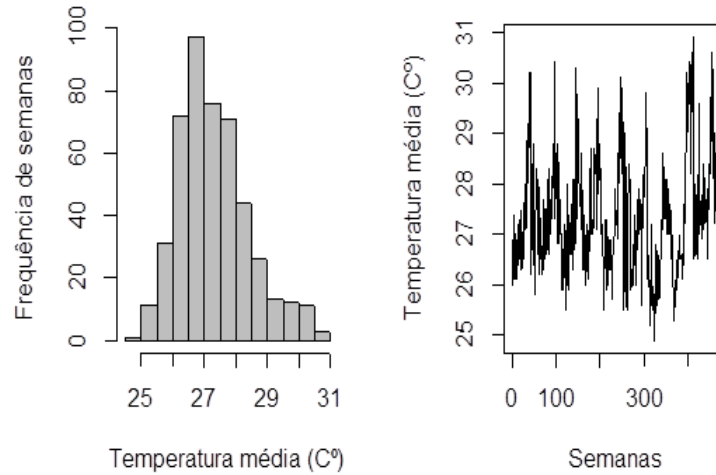 Frequência de semanas
0 20 40 60 80 100
25 27 29 31
Temperatura média (Cº)
Temperatura média (Cº)
25 26 27 28 29 30 31
0 100 300
Semanas